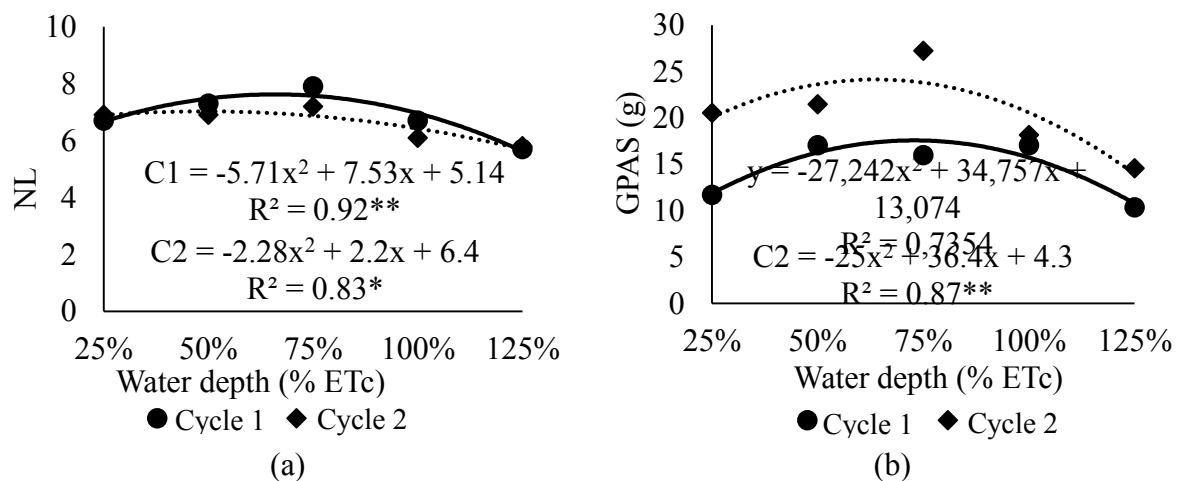 10
8
6
4
2
0
NL
C1 = -5.71x² + 7.53x + 5.14
R² = 0.92**
C2 = -2.28x² + 2.2x + 6.4
R² = 0.83*
25% 50% 75% 100% 125%
Water depth (% ETc)
Cycle 1 Cycle 2
(a)
30
25
20
15
10
5
0
GPAS (g)
y = -27,242x² + 34,757x +
13,074
R² = 0,7354
C2 = -25x² + 36.4x + 4.3
R² = 0.87**
25% 50% 75% 100% 125%
Water depth (% ETc)
Cycle 1 Cycle 2
(b)